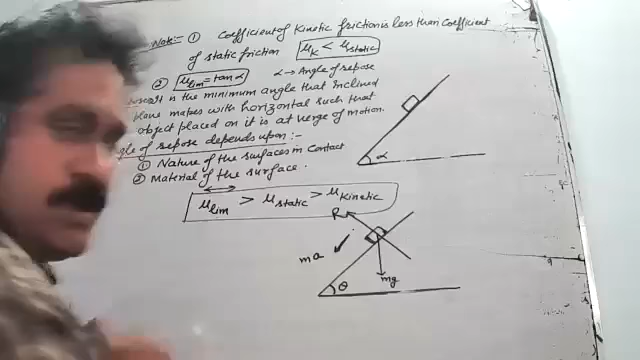 Note:- ① Coefficient of Kinetic friction is less than coefficient
of static friction μK < μstatic
② μlim = tan α α → Angle of repose
is the minimum angle that inclined
plane makes with horizontal such that
object placed on it is at verge of motion.
gle of repose depends upon:-
① Nature of the surfaces in contact
② Material of the surface.
μlim > μstatic > μkinetic
α
R
ma
mg
θ